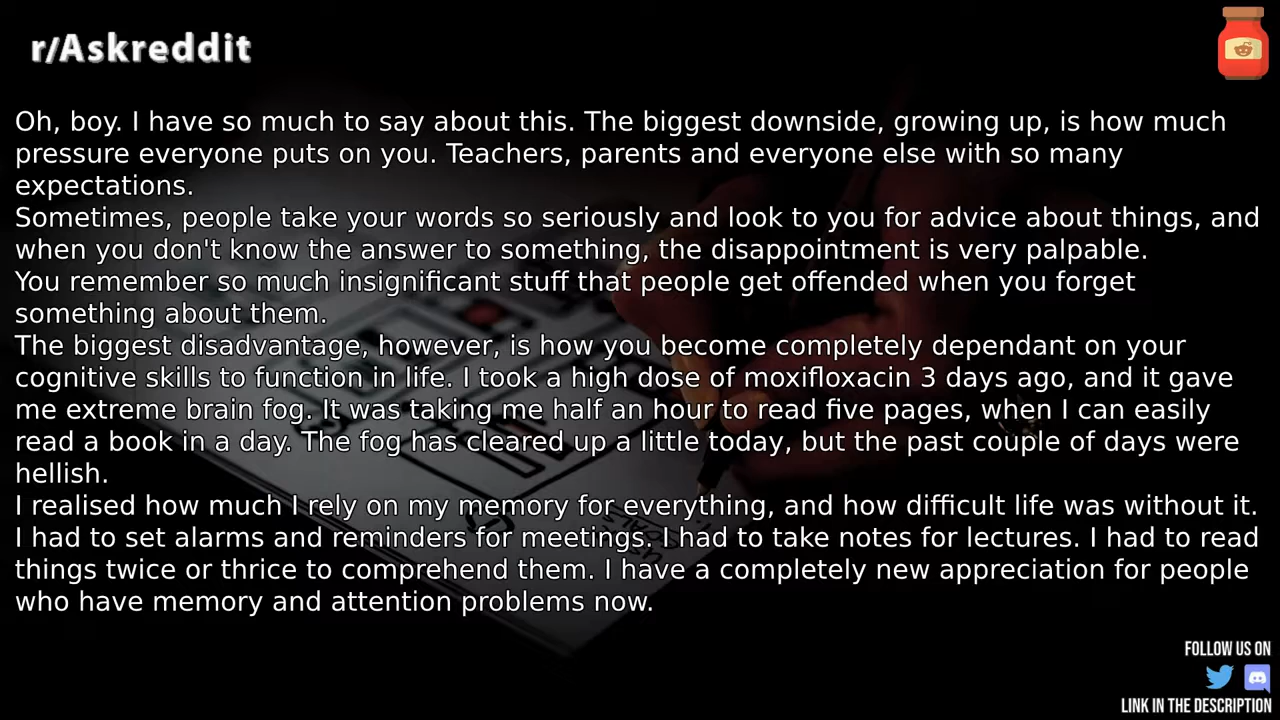 r/Askreddit
Oh, boy. I have so much to say about this. The biggest downside, growing up, is how much
pressure everyone puts on you. Teachers, parents and everyone else with so many
expectations.
Sometimes, people take your words so seriously and look to you for advice about things, and
when you don't know the answer to something, the disappointment is very palpable.
You remember so much insignificant stuff that people get offended when you forget
something about them.
The biggest disadvantage, however, is how you become completely dependant on your
cognitive skills to function in life. I took a high dose of moxifloxacin 3 days ago, and it gave
me extreme brain fog. It was taking me half an hour to read five pages, when I can easily
read a book in a day. The fog has cleared up a little today, but the past couple of days were
hellish.
I realised how much I rely on my memory for everything, and how difficult life was without it.
I had to set alarms and reminders for meetings. I had to take notes for lectures. I had to read
things twice or thrice to comprehend them. I have a completely new appreciation for people
who have memory and attention problems now.
FOLLOW US ON
LINK IN THE DESCRIPTION